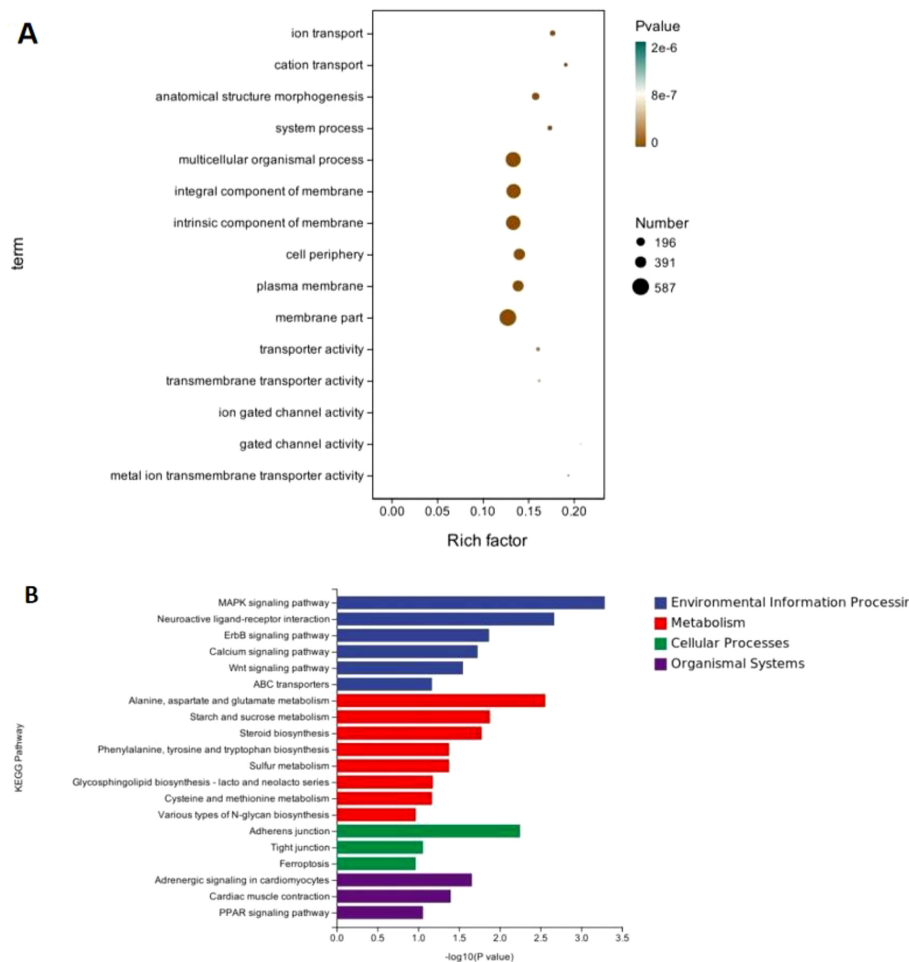 A
ion transport
cation transport
anatomical structure morphogenesis
system process
multicellular organismal process
integral component of membrane
intrinsic component of membrane
cell periphery
plasma membrane
membrane part
transporter activity
transmembrane transporter activity
ion gated channel activity
gated channel activity
metal ion transmembrane transporter activity
term
0.00 0.05 0.10 0.15 0.20
Rich factor
Pvalue
2e-6
8e-7
0
Number
196
391
587
B
MAPK signaling pathway
Neuroactive ligand-receptor interaction
ErbB signaling pathway
Calcium signaling pathway
Wnt signaling pathway
ABC transporters
Alanine, aspartate and glutamate metabolism
Starch and sucrose metabolism
Steroid biosynthesis
Phenylalanine, tyrosine and tryptophan biosynthesis
Sulfur metabolism
Glycosphingolipid biosynthesis - lacto and neolacto series
Cysteine and methionine metabolism
Various types of N-glycan biosynthesis
Adherens junction
Tight junction
Ferroptosis
Adrenergic signaling in cardiomyocytes
Cardiac muscle contraction
PPAR signaling pathway
KEGG Pathway
0.0 0.5 1.0 1.5 2.0 2.5 3.0 3.5
-log10(P value)
Environmental Information Processin
Metabolism
Cellular Processes
Organismal Systems